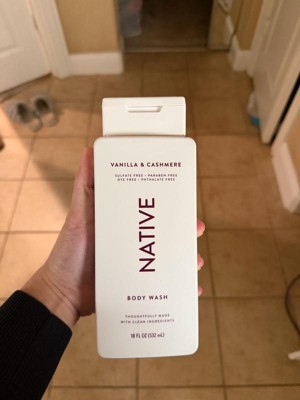 VANILLA & CASHMERE
SULFATE FREE • PARABEN FREE
DYE FREE • PHTHALATE FREE
NATIVE
BODY WASH
THOUGHTFULLY MADE
WITH CLEAN INGREDIENTS
18 FL OZ (532 mL)